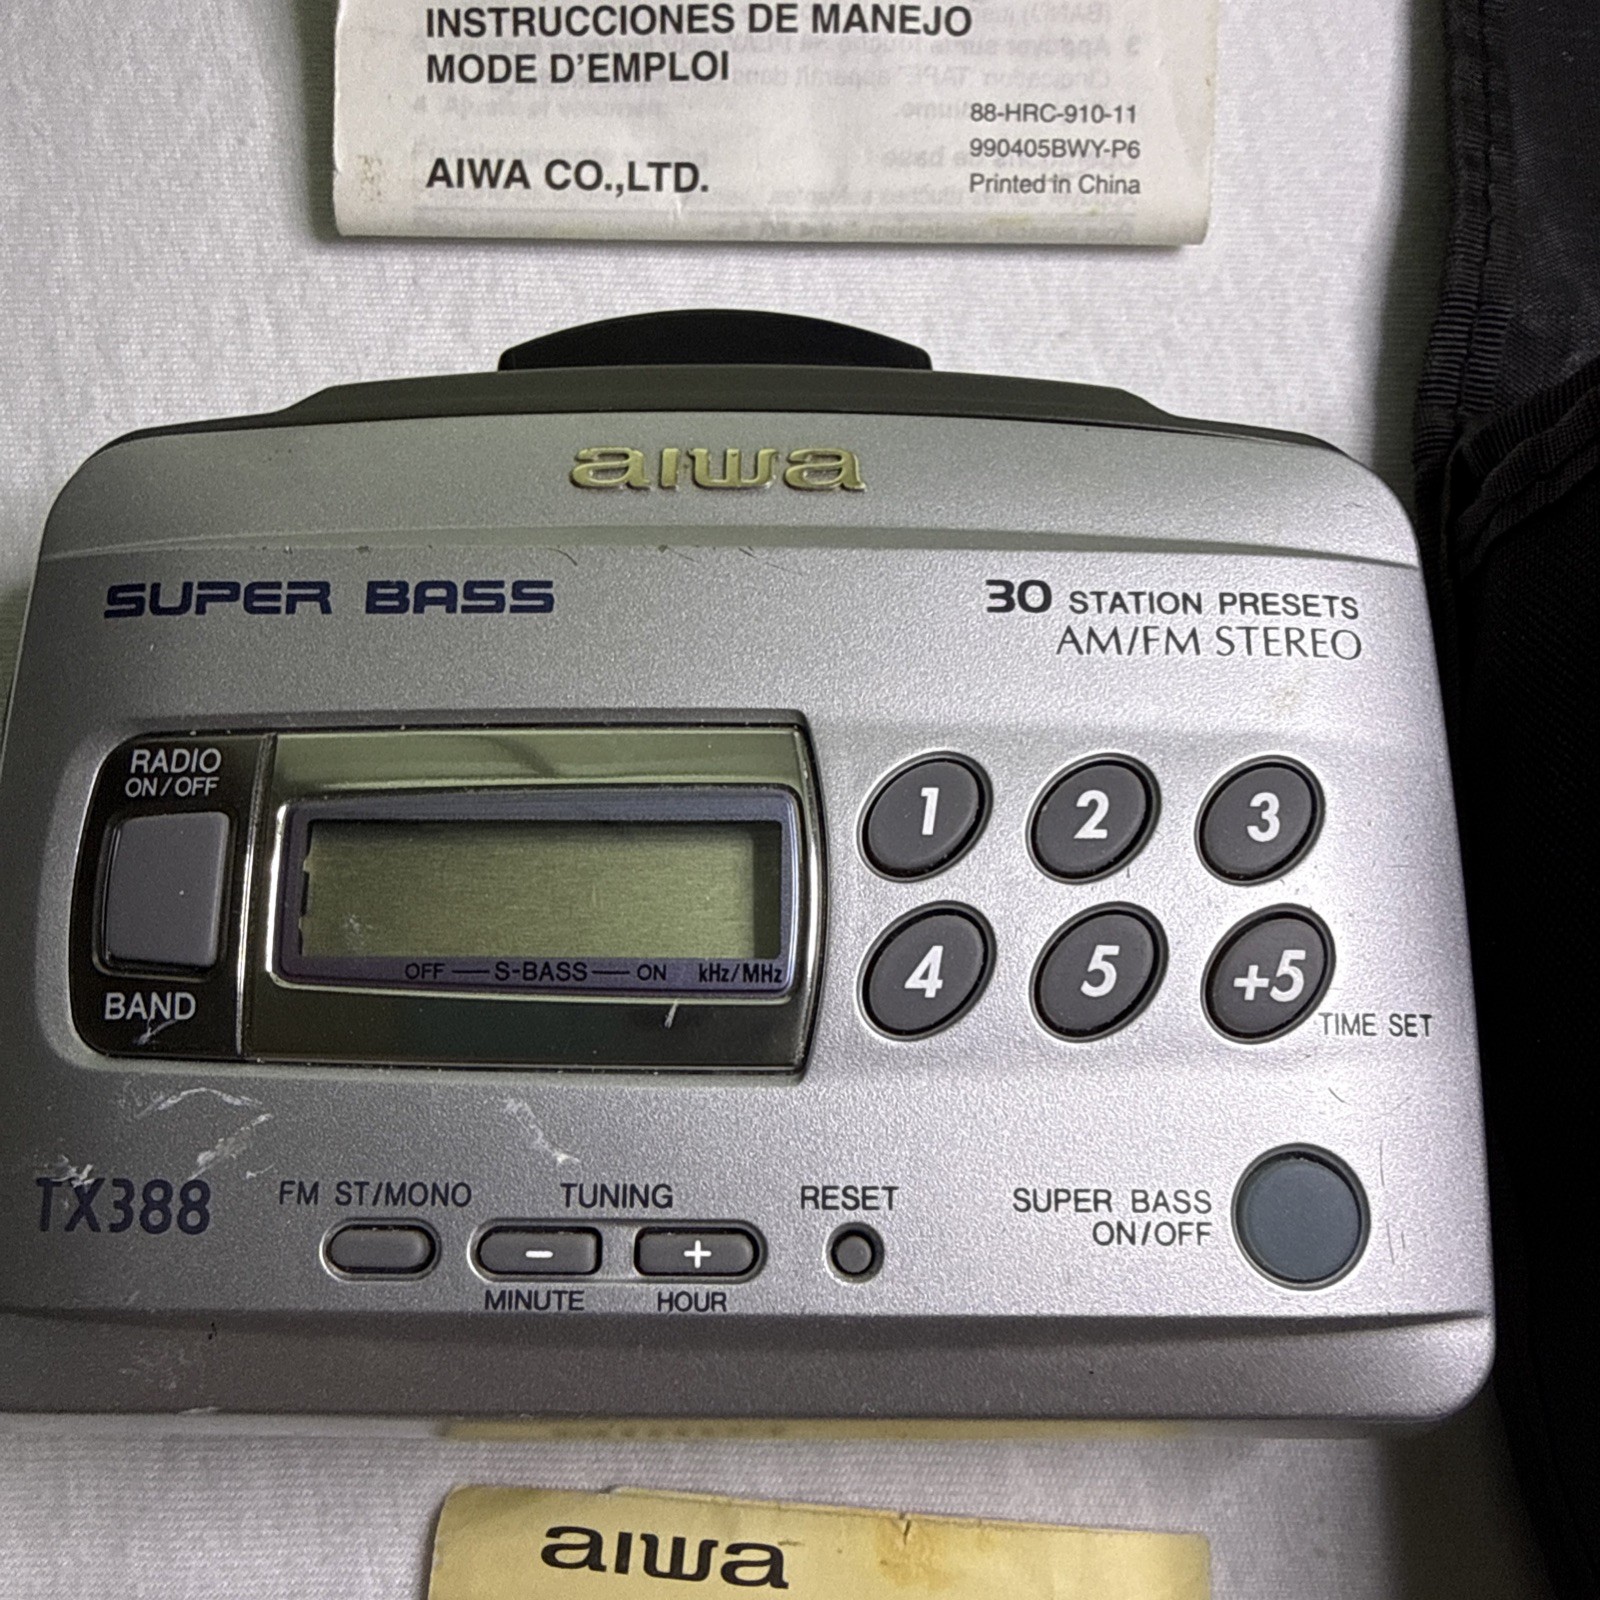 INSTRUCCIONES DE MANEJO
MODE D'EMPLOI
88-HRC-910-11
990405BWY-P6
AIWA CO.,LTD.
Printed in China
aiwa
SUPER BASS
30 STATION PRESETS
AM/FM STEREO
RADIO
ON/OFF
BAND
OFF — S-BASS — ON kHz/MHz
1
2
3
4
5
+5
TIME SET
TX388
FM ST/MONO
TUNING
RESET
SUPER BASS
ON/OFF
-
+
MINUTE
HOUR
aiwa